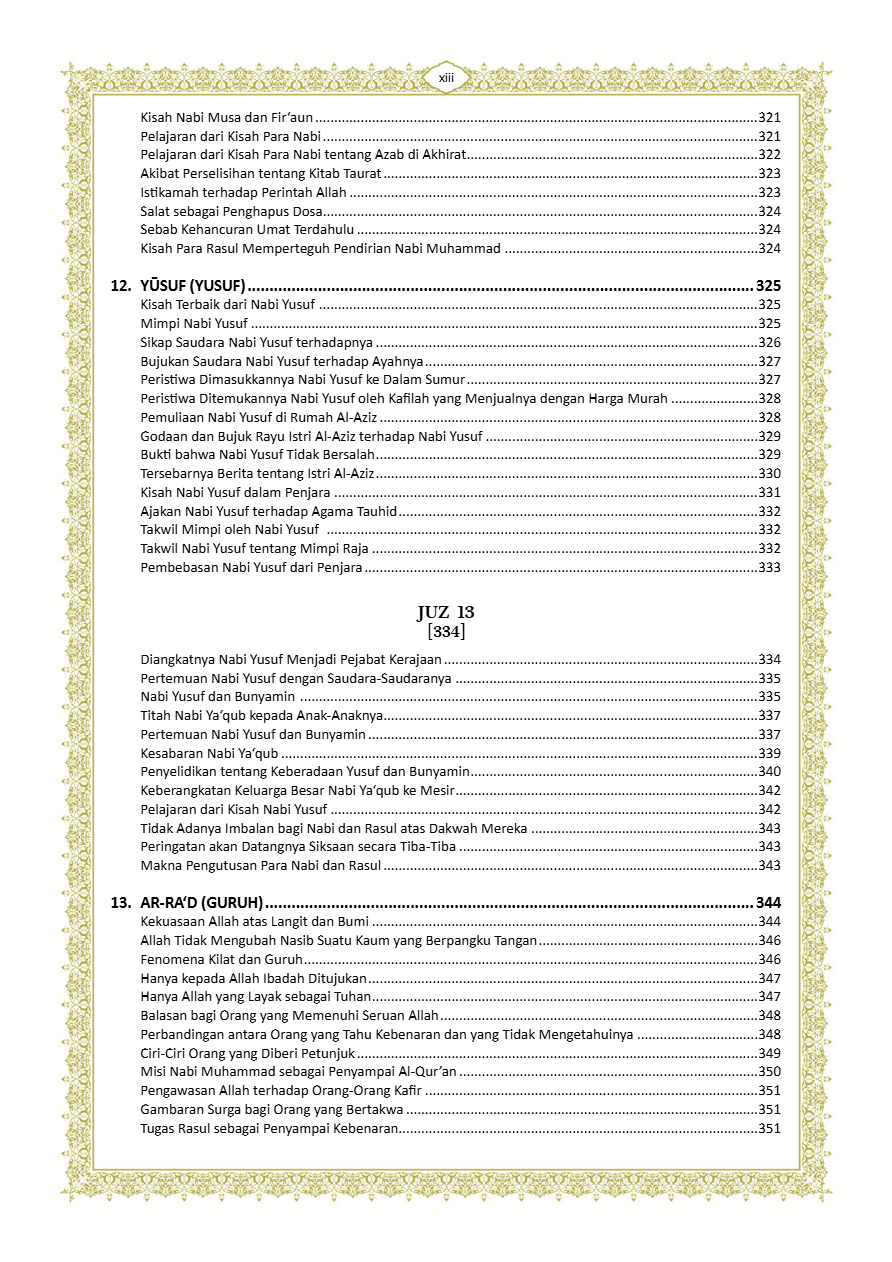 xiii
Kisah Nabi Musa dan Fir‘aun ..... 321
Pelajaran dari Kisah Para Nabi ..... 321
Pelajaran dari Kisah Para Nabi tentang Azab di Akhirat ..... 322
Akibat Perselisihan tentang Kitab Taurat ..... 323
Istikamah terhadap Perintah Allah ..... 323
Salat sebagai Penghapus Dosa ..... 324
Sebab Kehancuran Umat Terdahulu ..... 324
Kisah Para Rasul Memperteguh Pendirian Nabi Muhammad ..... 324
12. YŪSUF (YUSUF) ..... 325
Kisah Terbaik dari Nabi Yusuf ..... 325
Mimpi Nabi Yusuf ..... 325
Sikap Saudara Nabi Yusuf terhadapnya ..... 326
Bujukan Saudara Nabi Yusuf terhadap Ayahnya ..... 327
Peristiwa Dimasukkannya Nabi Yusuf ke Dalam Sumur ..... 327
Peristiwa Ditemukannya Nabi Yusuf oleh Kafilah yang Menjualnya dengan Harga Murah ..... 328
Pemuliaan Nabi Yusuf di Rumah Al-Aziz ..... 328
Godaan dan Bujuk Rayu Istri Al-Aziz terhadap Nabi Yusuf ..... 329
Bukti bahwa Nabi Yusuf Tidak Bersalah ..... 329
Tersebarnya Berita tentang Istri Al-Aziz ..... 330
Kisah Nabi Yusuf dalam Penjara ..... 331
Ajakan Nabi Yusuf terhadap Agama Tauhid ..... 332
Takwil Mimpi oleh Nabi Yusuf ..... 332
Takwil Nabi Yusuf tentang Mimpi Raja ..... 332
Pembebasan Nabi Yusuf dari Penjara ..... 333
JUZ 13
[334]
Diangkatnya Nabi Yusuf Menjadi Pejabat Kerajaan ..... 334
Pertemuan Nabi Yusuf dengan Saudara-Saudaranya ..... 335
Nabi Yusuf dan Bunyamin ..... 335
Titah Nabi Ya‘qub kepada Anak-Anaknya ..... 337
Pertemuan Nabi Yusuf dan Bunyamin ..... 337
Kesabaran Nabi Ya‘qub ..... 339
Penyelidikan tentang Keberadaan Yusuf dan Bunyamin ..... 340
Keberangkatan Keluarga Besar Nabi Ya‘qub ke Mesir ..... 342
Pelajaran dari Kisah Nabi Yusuf ..... 342
Tidak Adanya Imbalan bagi Nabi dan Rasul atas Dakwah Mereka ..... 343
Peringatan akan Datangnya Siksaan secara Tiba-Tiba ..... 343
Makna Pengutusan Para Nabi dan Rasul ..... 343
13. AR-RA‘D (GURUH) ..... 344
Kekuasaan Allah atas Langit dan Bumi ..... 344
Allah Tidak Mengubah Nasib Suatu Kaum yang Berpangku Tangan ..... 346
Fenomena Kilat dan Guruh ..... 346
Hanya kepada Allah Ibadah Ditujukan ..... 347
Hanya Allah yang Layak sebagai Tuhan ..... 347
Balasan bagi Orang yang Memenuhi Seruan Allah ..... 348
Perbandingan antara Orang yang Tahu Kebenaran dan yang Tidak Mengetahuinya ..... 348
Ciri-Ciri Orang yang Diberi Petunjuk ..... 349
Misi Nabi Muhammad sebagai Penyampai Al-Qur’an ..... 350
Pengawasan Allah terhadap Orang-Orang Kafir ..... 351
Gambaran Surga bagi Orang yang Bertakwa ..... 351
Tugas Rasul sebagai Penyampai Kebenaran ..... 351